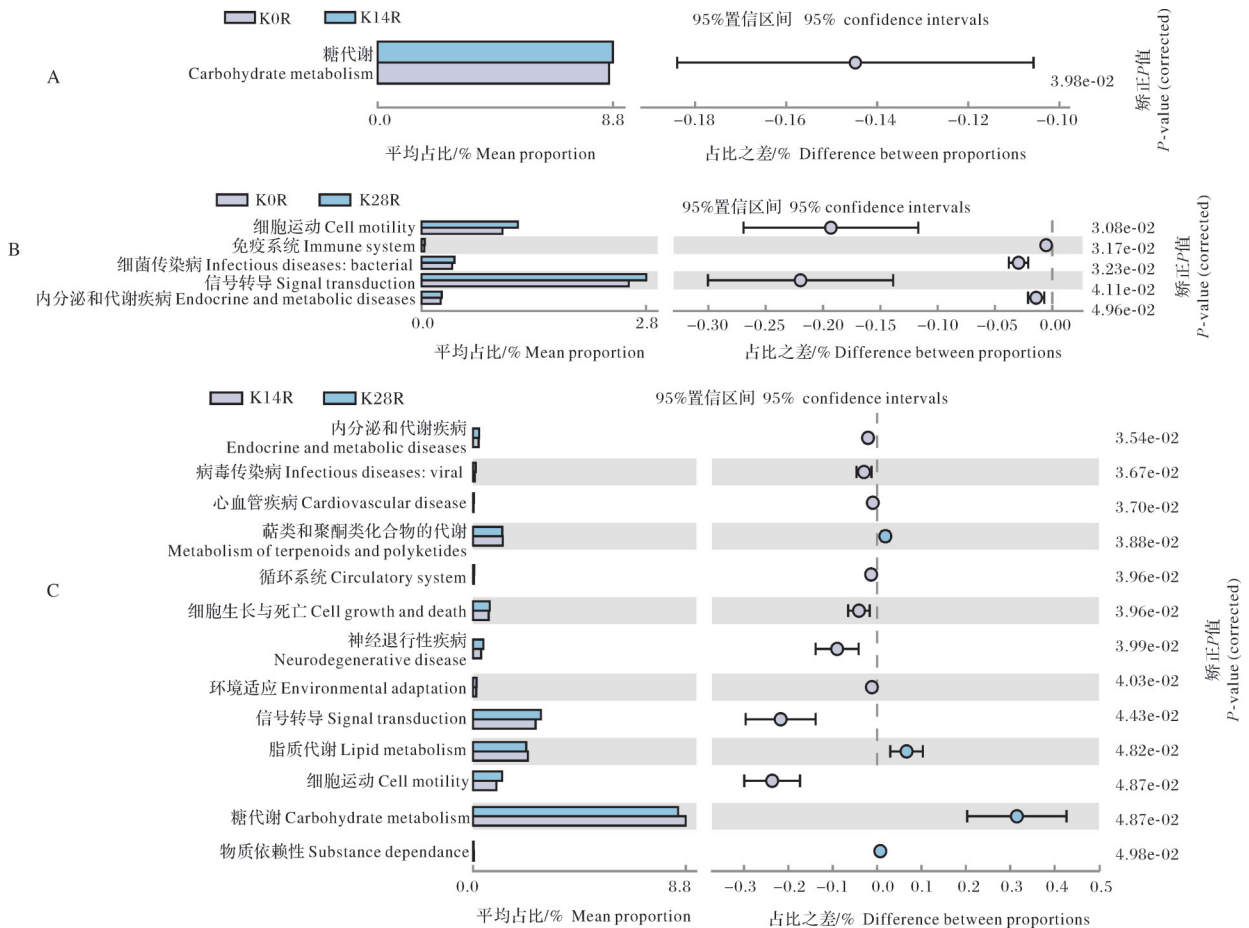 K0R K14R
95%置信区间 95% confidence intervals
A
糖代谢
Carbohydrate metabolism
3.98e-02
0.0 8.8
−0.18 −0.16 −0.14 −0.12 −0.10
平均占比/% Mean proportion
占比之差/% Difference between proportions
矫正P值
P-value (corrected)
K0R K28R
95%置信区间 95% confidence intervals
B
细胞运动 Cell motility 3.08e-02
免疫系统 Immune system 3.17e-02
细菌传染病 Infectious diseases: bacterial 3.23e-02
信号转导 Signal transduction 4.11e-02
内分泌和代谢疾病 Endocrine and metabolic diseases 4.96e-02
0.0 2.8
−0.30 −0.25 −0.20 −0.15 −0.10 −0.05 0.00
平均占比/% Mean proportion
占比之差/% Difference between proportions
矫正P值
P-value (corrected)
K14R K28R
95%置信区间 95% confidence intervals
C
内分泌和代谢疾病
Endocrine and metabolic diseases
3.54e-02
病毒传染病 Infectious diseases: viral 3.67e-02
心血管疾病 Cardiovascular disease 3.70e-02
萜类和聚酮类化合物的代谢
Metabolism of terpenoids and polyketides
3.88e-02
循环系统 Circulatory system 3.96e-02
细胞生长与死亡 Cell growth and death 3.96e-02
神经退行性疾病
Neurodegenerative disease
3.99e-02
环境适应 Environmental adaptation 4.03e-02
信号转导 Signal transduction 4.43e-02
脂质代谢 Lipid metabolism 4.82e-02
细胞运动 Cell motility 4.87e-02
糖代谢 Carbohydrate metabolism 4.87e-02
物质依赖性 Substance dependance 4.98e-02
0.0 8.8
−0.3 −0.2 −0.1 0.0 0.1 0.2 0.3 0.4 0.5
平均占比/% Mean proportion
占比之差/% Difference between proportions
矫正P值
P-value (corrected)